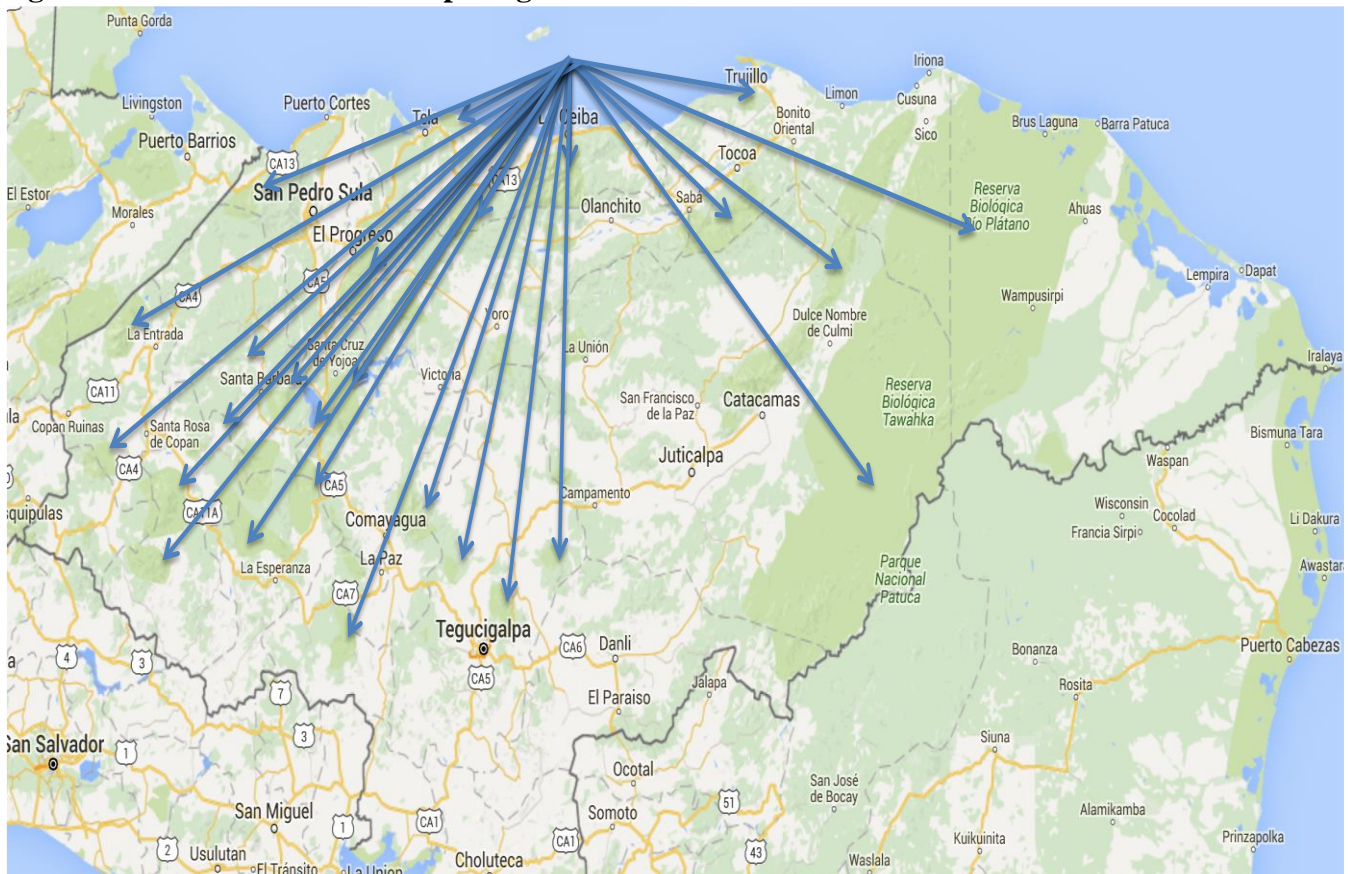 Punta Gorda
Iriona
Trujillo
Livingston
Puerto Cortes
Limon
Cusuna
Tela
La Ceiba
Bonito
Oriental
Sico
Brus Laguna
Barra Patuca
Puerto Barrios
CA13
Tocoa
El Estor
San Pedro Sula
CA13
Reserva
Biológica
Río Plátano
Morales
Olanchito
Sabá
Ahuas
El Progreso
Lempira
Dapat
CA5
CA4
Wampusirpi
Yoro
Dulce Nombre
de Culmi
La Entrada
Santa Cruz
de Yojoa
La Unión
Iralaya
Santa Barbara
Victoria
CA11
Reserva
Biológica
Tawahka
San Francisco
de la Paz
Catacamas
Copán Ruinas
Santa Rosa
de Copan
Bismuna Tara
Juticalpa
Waspan
CA4
CA5
Campamento
Wisconsin
Cocolad
squipulas
CA11A
Comayagua
Francia Sirpi
Li Dakura
La Paz
La Esperanza
Parque
Nacional
Patuca
Awastar
CA7
Tegucigalpa
CA6
Danli
Puerto Cabezas
4
3
Bonanza
CA5
Jalapa
Rosita
7
El Paraiso
3
San Salvador
1
Siuna
Ocotal
San José
de Bocay
51
San Miguel
Somoto
Alamikamba
1
CA1
CA1
Kukuinita
Prinzapolka
2
Usulutan
43
Choluteca
Waslala
El Tránsito
La Union